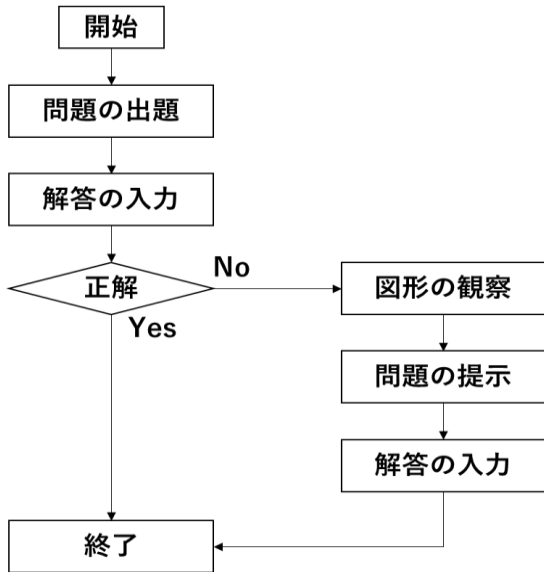 開始
問題の出題
解答の入力
正解
No
Yes
図形の観察
問題の提示
解答の入力
終了